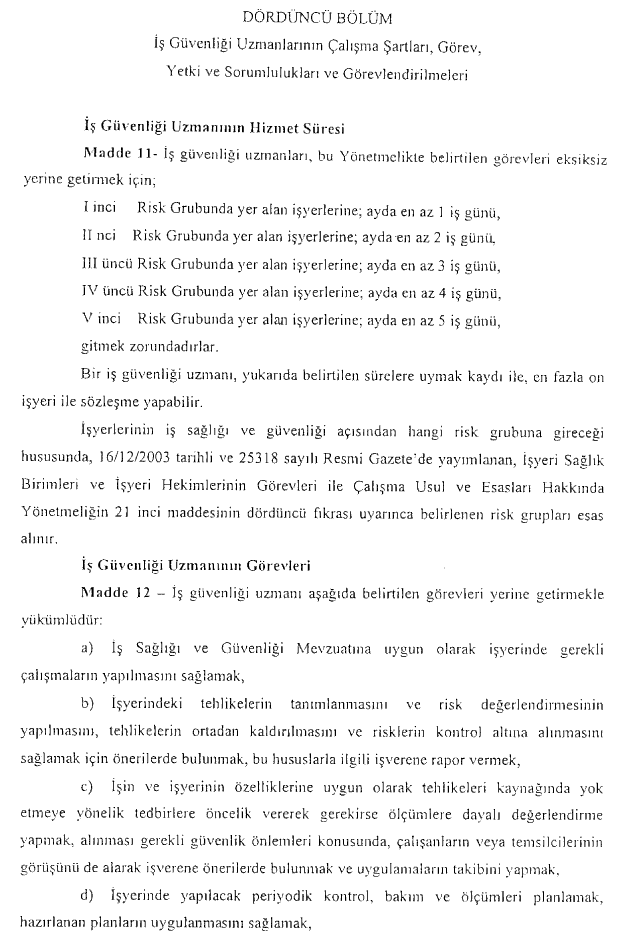 DÖRDÜNCÜ BÖLÜM
İş Güvenliği Uzmanlarının Çalışma Şartları, Görev,
Yetki ve Sorumlulukları ve Görevlendirilmeleri
İş Güvenliği Uzmanının Hizmet Süresi
Madde 11- İş güvenliği uzmanları, bu Yönetmelikte belirtilen görevleri eksiksiz
yerine getirmek için;
I inci Risk Grubunda yer alan işyerlerine; ayda en az 1 iş günü,
II nci Risk Grubunda yer alan işyerlerine; ayda en az 2 iş günü,
III üncü Risk Grubunda yer alan işyerlerine; ayda en az 3 iş günü,
IV üncü Risk Grubunda yer alan işyerlerine; ayda en az 4 iş günü,
V inci Risk Grubunda yer alan işyerlerine; ayda en az 5 iş günü,
gitmek zorundadırlar.
Bir iş güvenliği uzmanı, yukarıda belirtilen sürelere uymak kaydı ile, en fazla on
işyeri ile sözleşme yapabilir.
İşyerlerinin iş sağlığı ve güvenliği açısından hangi risk grubuna gireceği
hususunda, 16/12/2003 tarihli ve 25318 sayılı Resmi Gazete'de yayımlanan, İşyeri Sağlık
Birimleri ve İşyeri Hekimlerinin Görevleri ile Çalışma Usul ve Esasları Hakkında
Yönetmeliğin 21 inci maddesinin dördüncü fıkrası uyarınca belirlenen risk grupları esas
alınır.
İş Güvenliği Uzmanının Görevleri
Madde 12 – İş güvenliği uzmanı aşağıda belirtilen görevleri yerine getirmekle
yükümlüdür:
a) İş Sağlığı ve Güvenliği Mevzuatına uygun olarak işyerinde gerekli
çalışmaların yapılmasını sağlamak,
b) İşyerindeki tehlikelerin tanımlanmasını ve risk değerlendirmesinin
yapılmasını, tehlikelerin ortadan kaldırılmasını ve risklerin kontrol altına alınmasını
sağlamak için önerilerde bulunmak, bu hususlarla ilgili işverene rapor vermek,
c) İşin ve işyerinin özelliklerine uygun olarak tehlikeleri kaynağında yok
etmeye yönelik tedbirlere öncelik vererek gerekirse ölçümlere dayalı değerlendirme
yapmak, alınması gerekli güvenlik önlemleri konusunda, çalışanların veya temsilcilerinin
görüşünü de alarak işverene önerilerde bulunmak ve uygulamaların takibini yapmak,
d) İşyerinde yapılacak periyodik kontrol, bakım ve ölçümleri planlamak,
hazırlanan planların uygulanmasını sağlamak,